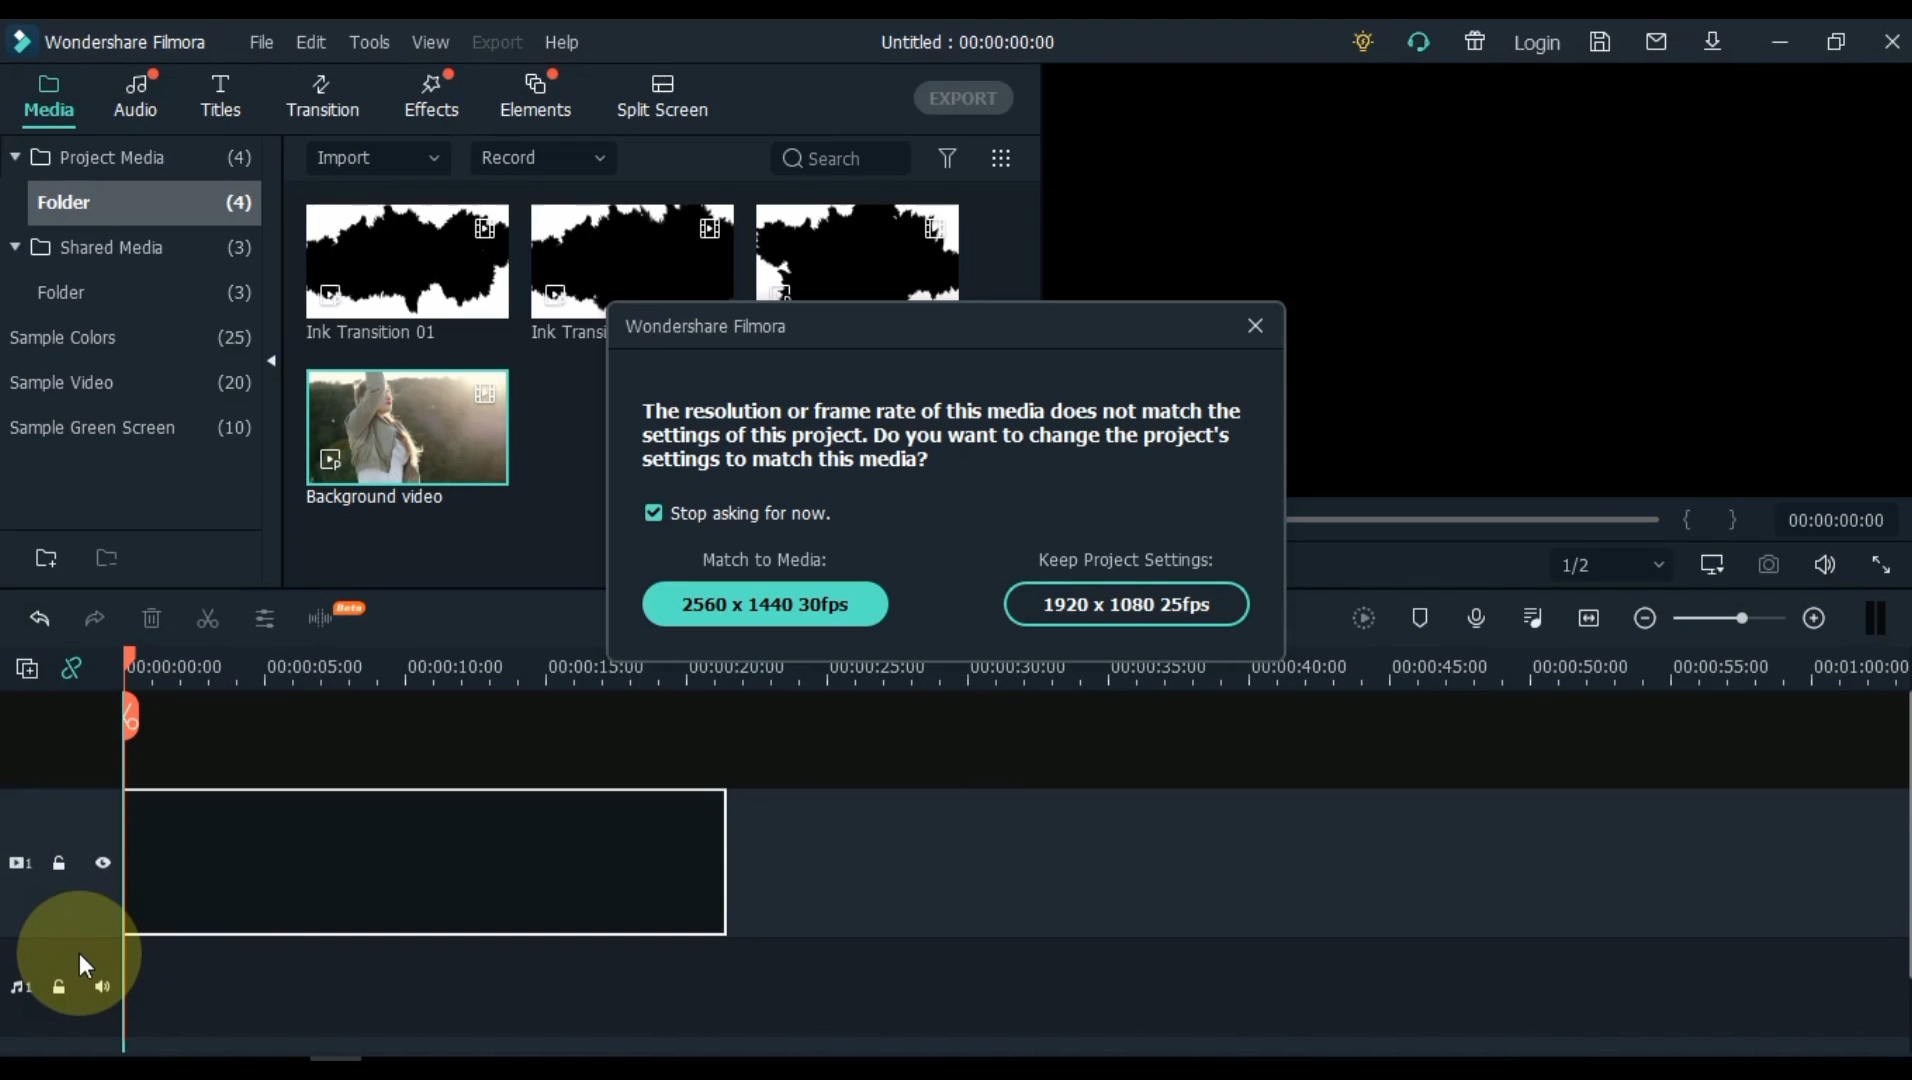 Wondershare Filmora File Edit Tools View Export Help Untitled : 00:00:00:00 Login
Media Audio Titles Transition Effects Elements Split Screen EXPORT
Project Media (4)
Folder (4)
Shared Media (3)
Folder (3)
Sample Colors (25)
Sample Video (20)
Sample Green Screen (10)
Import Record Search
Ink Transition 01
Ink Transi
Background video
Wondershare Filmora
The resolution or frame rate of this media does not match the
settings of this project. Do you want to change the project's
settings to match this media?
Stop asking for now.
Match to Media: Keep Project Settings:
2560 x 1440 30fps 1920 x 1080 25fps
{ } 00:00:00:00
1/2
Beta
00:00:00:00 00:00:05:00 00:00:10:00 00:00:15:00 00:00:20:00 00:00:25:00 00:00:30:00 00:00:35:00 00:00:40:00 00:00:45:00 00:00:50:00 00:00:55:00 00:01:00:00
1
1